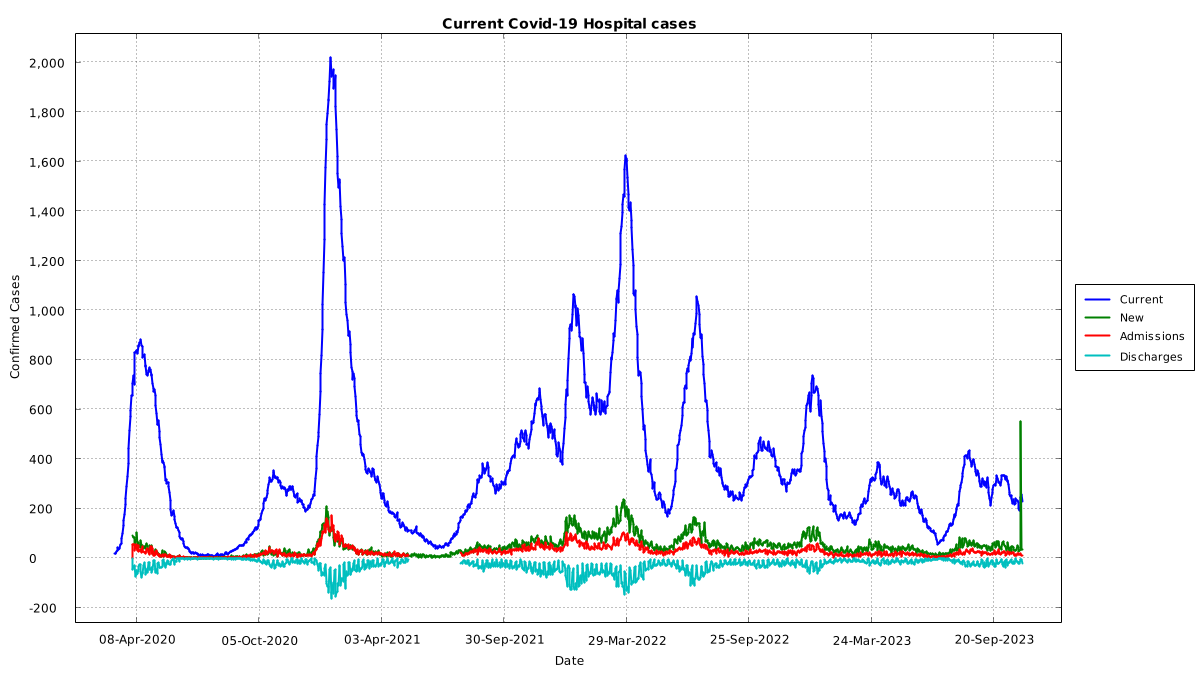 Current Covid-19 Hospital cases
2,000
1,800
1,600
1,400
1,200
1,000
800
600
400
200
0
-200
Confirmed Cases
08-Apr-2020
05-Oct-2020
03-Apr-2021
30-Sep-2021
29-Mar-2022
25-Sep-2022
24-Mar-2023
20-Sep-2023
Date
Current
New
Admissions
Discharges